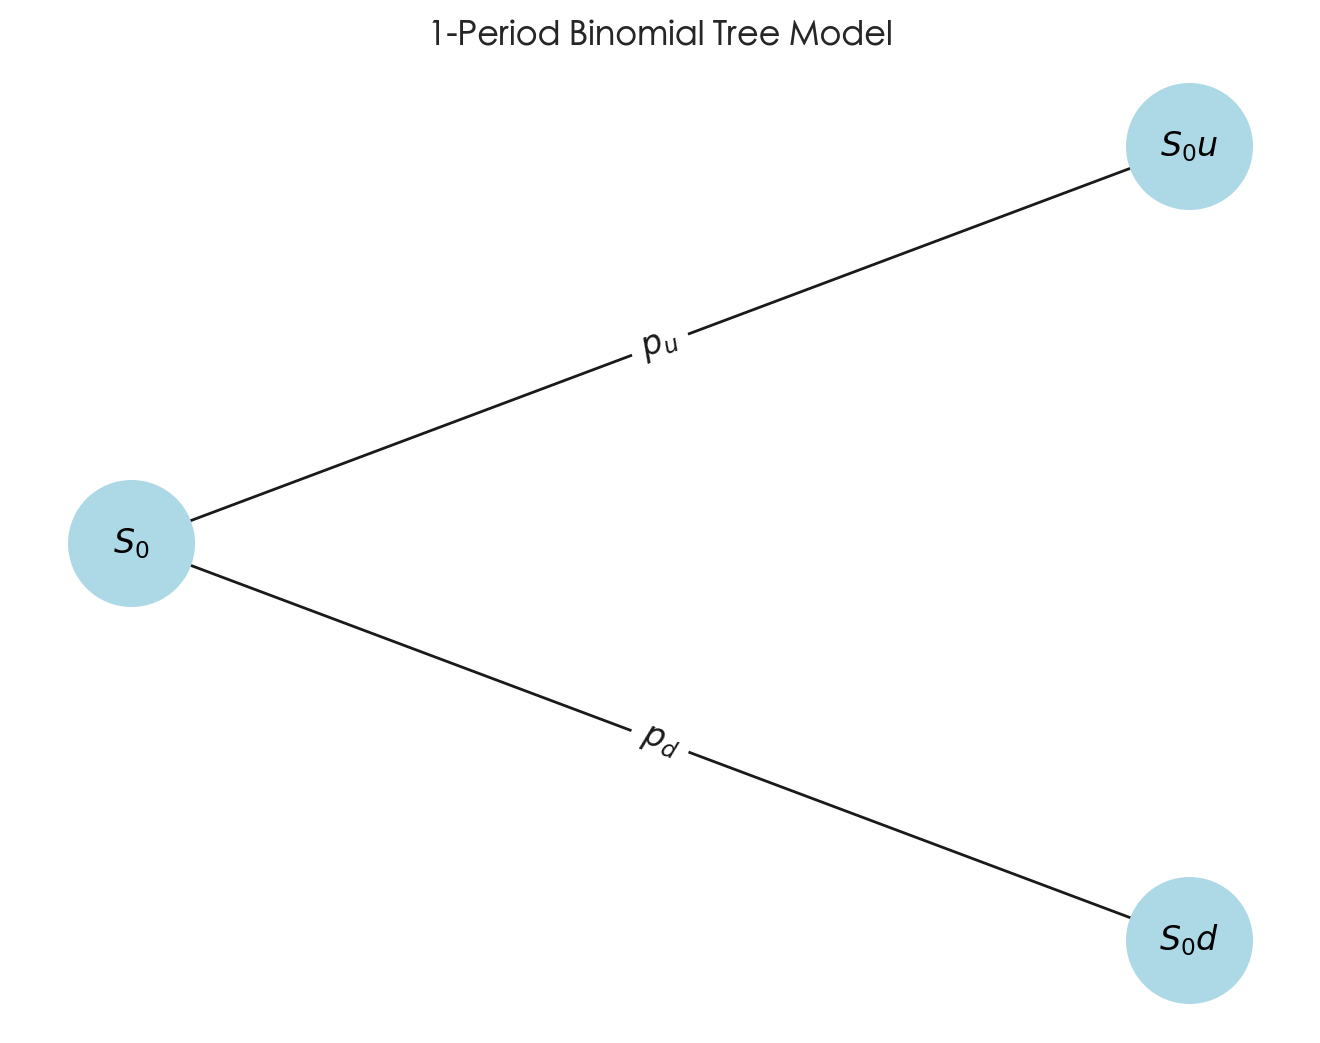 1-Period Binomial Tree Model
S₀u
pᵤ
S₀
p_d
S₀d